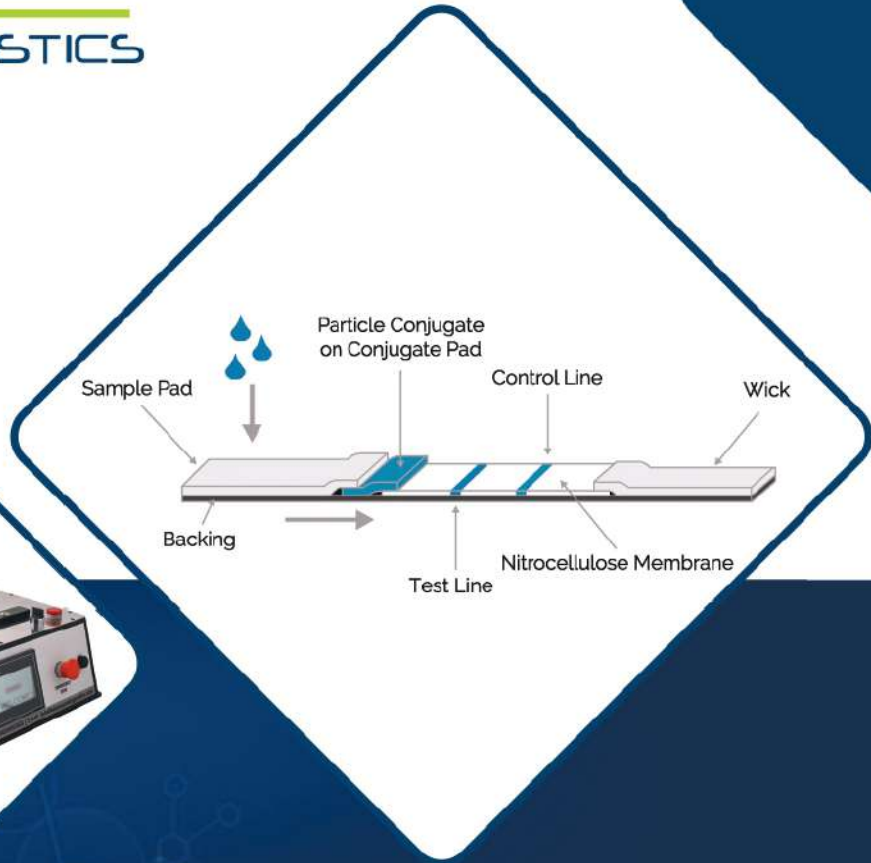 STICS
Particle Conjugate
on Conjugate Pad
Sample Pad
Control Line
Wick
Backing
Nitrocellulose Membrane
Test Line